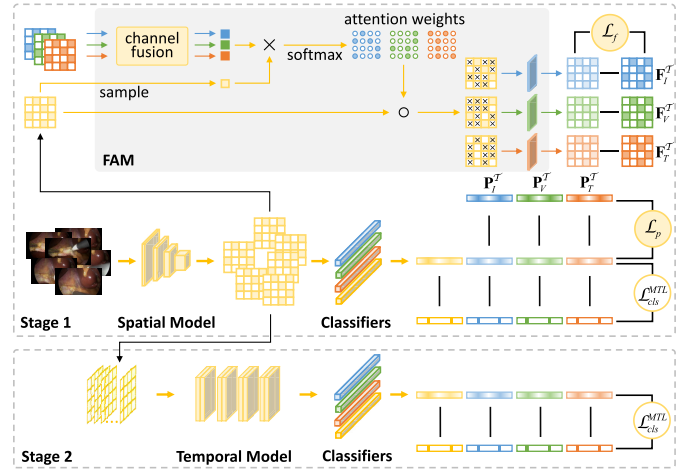 attention weights
channel
fusion
×
softmax
sample
FAM
ℒ_f
F_I^𝒯
F_V^𝒯
F_T^𝒯
P_I^𝒯 P_V^𝒯 P_T^𝒯
ℒ_p
ℒ_cls^MTL
Stage 1 Spatial Model Classifiers
ℒ_cls^MTL
Stage 2 Temporal Model Classifiers